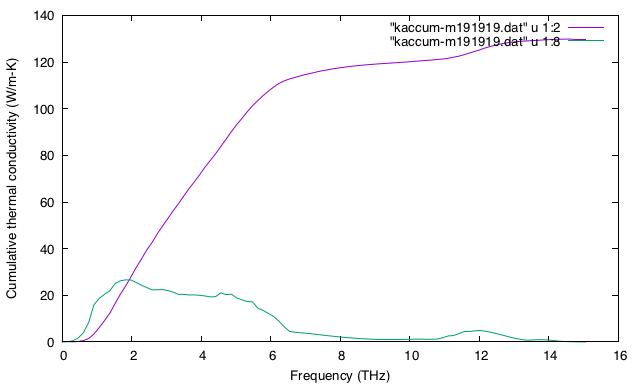 140
"kaccum-m191919.dat" u 1:2
"kaccum-m191919.dat" u 1:8
120
100
80
60
40
20
0
Cumulative thermal conductivity (W/m-K)
0 2 4 6 8 10 12 14 16
Frequency (THz)